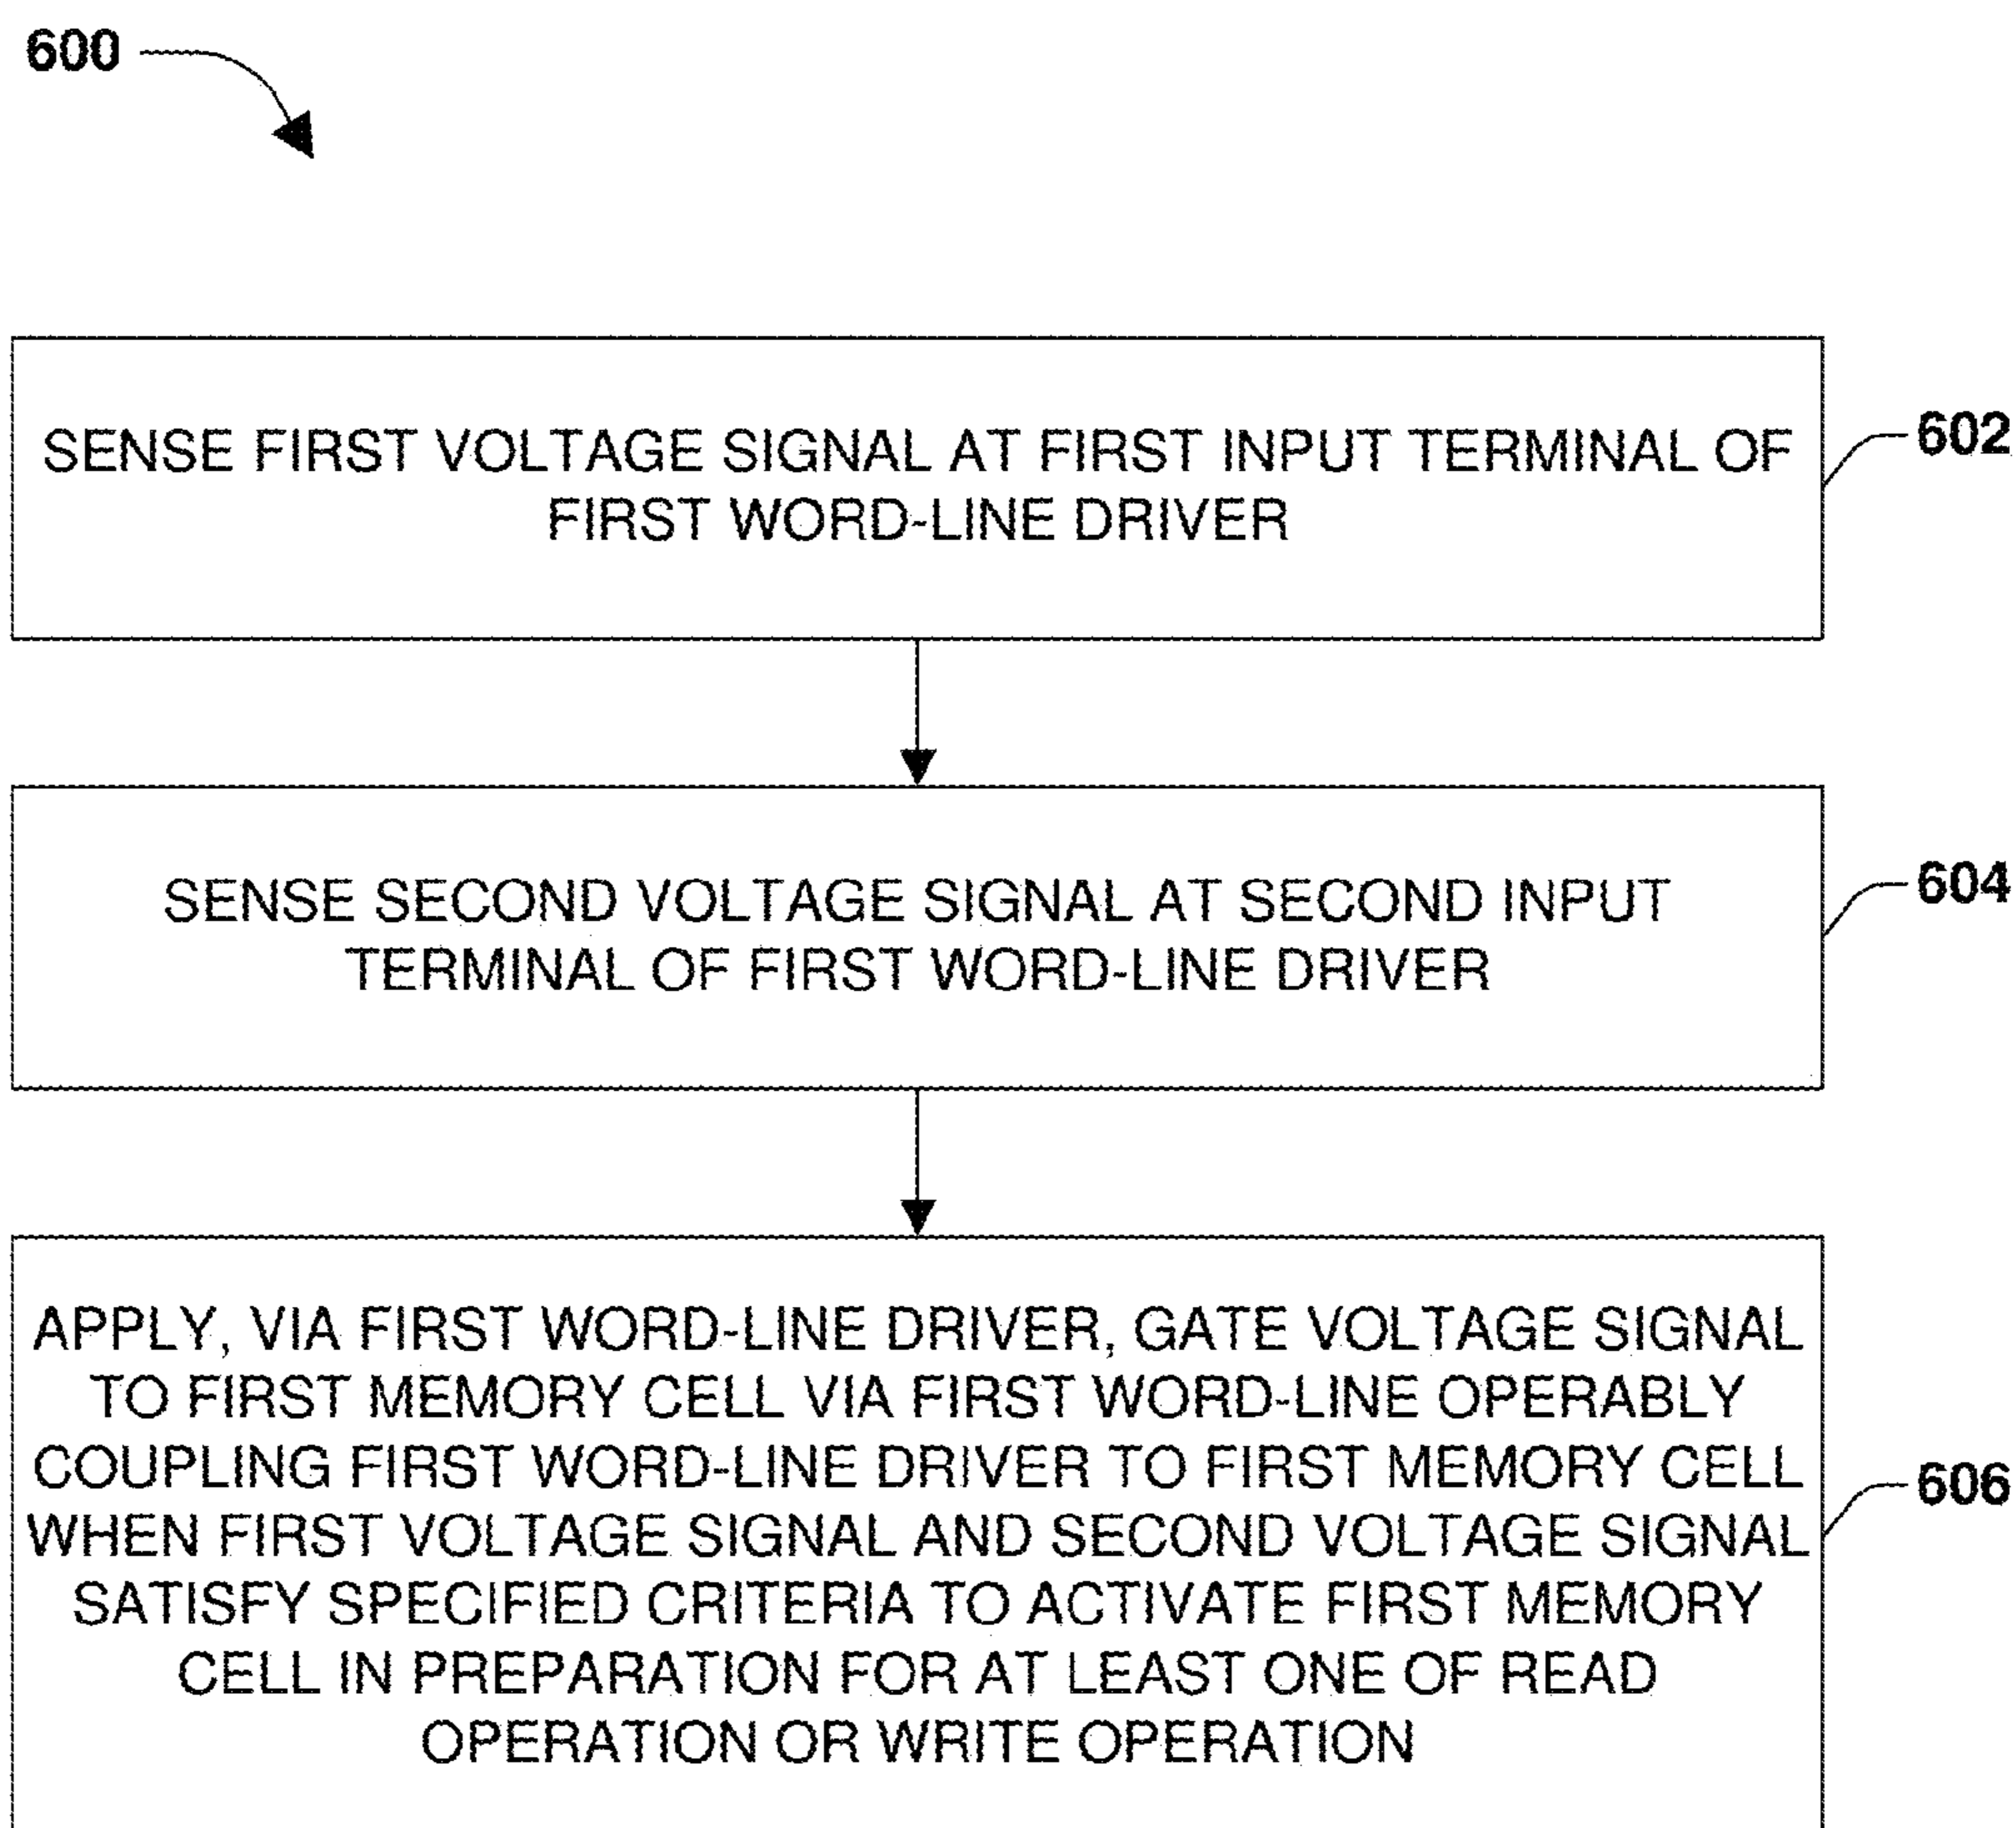 600
SENSE FIRST VOLTAGE SIGNAL AT FIRST INPUT TERMINAL OF
FIRST WORD-LINE DRIVER
602
SENSE SECOND VOLTAGE SIGNAL AT SECOND INPUT
TERMINAL OF FIRST WORD-LINE DRIVER
604
APPLY, VIA FIRST WORD-LINE DRIVER, GATE VOLTAGE SIGNAL
TO FIRST MEMORY CELL VIA FIRST WORD-LINE OPERABLY
COUPLING FIRST WORD-LINE DRIVER TO FIRST MEMORY CELL
WHEN FIRST VOLTAGE SIGNAL AND SECOND VOLTAGE SIGNAL
SATISFY SPECIFIED CRITERIA TO ACTIVATE FIRST MEMORY
CELL IN PREPARATION FOR AT LEAST ONE OF READ
OPERATION OR WRITE OPERATION
606